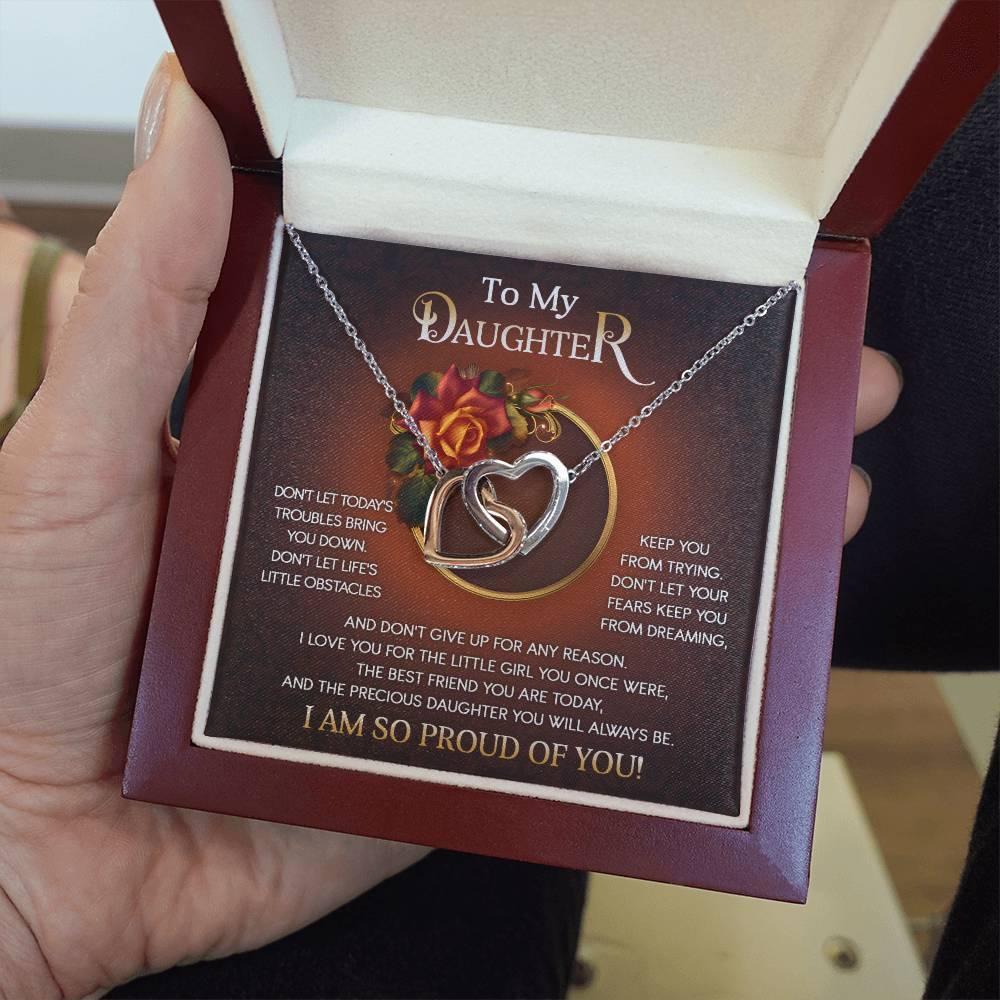 To My
DAUGHTER
DON'T LET TODAY'S
TROUBLES BRING
YOU DOWN.
DON'T LET LIFE'S
LITTLE OBSTACLES
KEEP YOU
FROM TRYING.
DON'T LET YOUR
FEARS KEEP YOU
FROM DREAMING,
AND DON'T GIVE UP FOR ANY REASON.
I LOVE YOU FOR THE LITTLE GIRL YOU ONCE WERE,
THE BEST FRIEND YOU ARE TODAY,
AND THE PRECIOUS DAUGHTER YOU WILL ALWAYS BE.
I AM SO PROUD OF YOU!